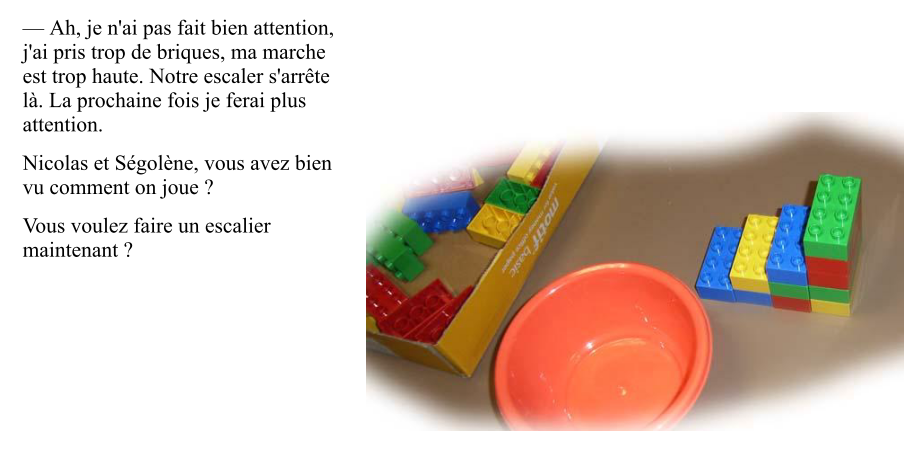 — Ah, je n'ai pas fait bien attention,
j'ai pris trop de briques, ma marche
est trop haute. Notre escaler s'arrête
là. La prochaine fois je ferai plus
attention.
Nicolas et Ségolène, vous avez bien
vu comment on joue ?
Vous voulez faire un escalier
maintenant ?
motif basic